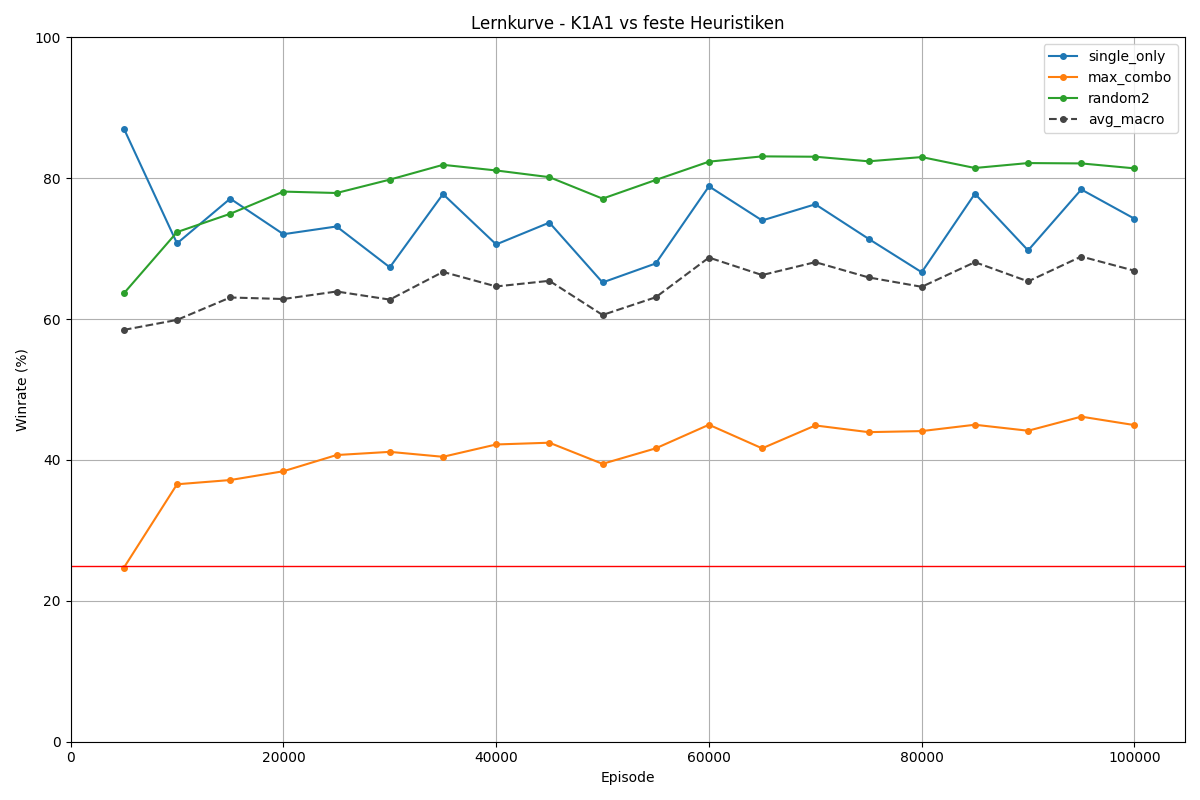 Lernkurve - K1A1 vs feste Heuristiken
single_only
max_combo
random2
avg_macro
Winrate (%)
100
80
60
40
20
0
0 20000 40000 60000 80000 100000
Episode